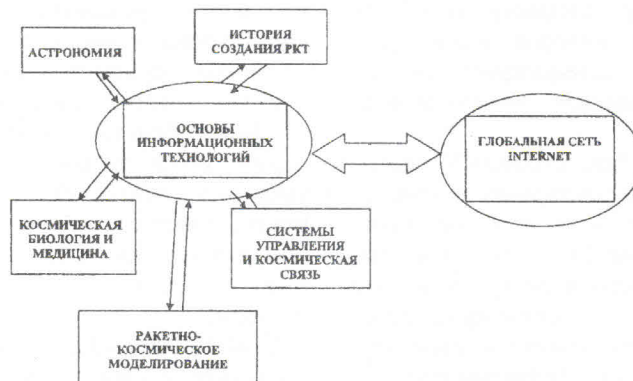 АСТРОНОМИЯ
ИСТОРИЯ
СОЗДАНИЯ РКТ
ОСНОВЫ
ИНФОРМАЦИОННЫХ
ТЕХНОЛОГИЙ
ГЛОБАЛЬНАЯ СЕТЬ
INTERNET
КОСМИЧЕСКАЯ
БИОЛОГИЯ И
МЕДИЦИНА
СИСТЕМЫ
УПРАВЛЕНИЯ
И КОСМИЧЕСКАЯ
СВЯЗЬ
РАКЕТНО-
КОСМИЧЕСКОЕ
МОДЕЛИРОВАНИЕ